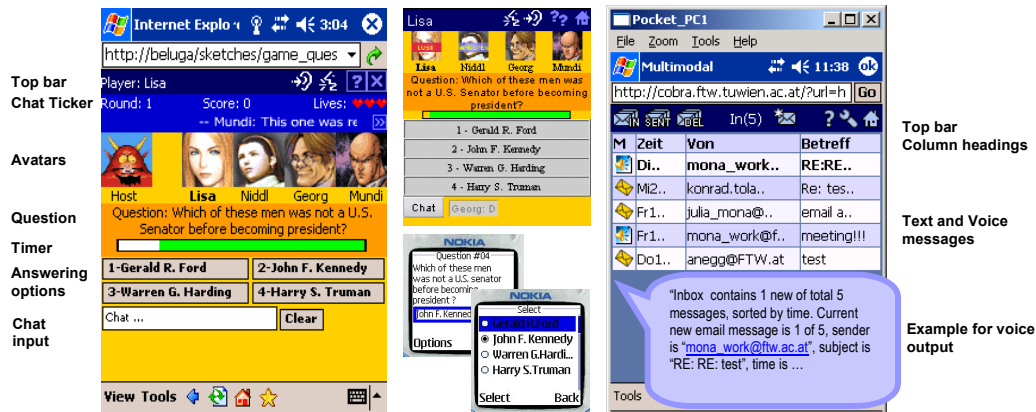 Top bar
Chat Ticker
Avatars
Question
Timer
Answering
options
Chat
input
Internet Explo
3:04
http://beluga/sketches/game_ques
Player: Lisa
Round: 1 Score: 0 Lives:
-- Mundi: This one was re
Host Lisa Niddl Georg Mundi
Question: Which of these men was not a U.S.
Senator before becoming president?
1-Gerald R. Ford 2-John F. Kennedy
3-Warren G. Harding 4-Harry S. Truman
Chat ... Clear
View Tools
Lisa
Lisa Niddl Georg Mundi
Question: Which of these men was
not a U.S. Senator before becoming
president?
1 - Gerald R. Ford
2 - John F. Kennedy
3 - Warren G. Harding
4 - Harry S. Truman
Chat Georg: D
NOKIA
Question #04
Which of these men
was not a U.S. senator
before becoming
president ?
John F. Kenned
Options
NOKIA
Select
Gerald R.Ford
John F. Kennedy
Warren G.Hardi...
Harry S.Truman
Select Back
Pocket_PC1
File Zoom Tools Help
Multimodal 11:38 ok
http://cobra.ftw.tuwien.ac.at/?url=h Go
IN SENT DEL In(5) ?
M Zeit Von Betreff
Di.. mona_work.. RE:RE..
Mi2.. konrad.tola.. Re: tes..
Fr1.. julia_mona@.. email a..
Fr1.. mona_work@f.. meeting!!!
Do1.. anegg@FTW.at test
"Inbox contains 1 new of total 5
messages, sorted by time. Current
new email message is 1 of 5, sender
is "mona_work@ftw.ac.at", subject is
"RE: RE: test", time is …
Tools
Top bar
Column headings
Text and Voice
messages
Example for voice
output